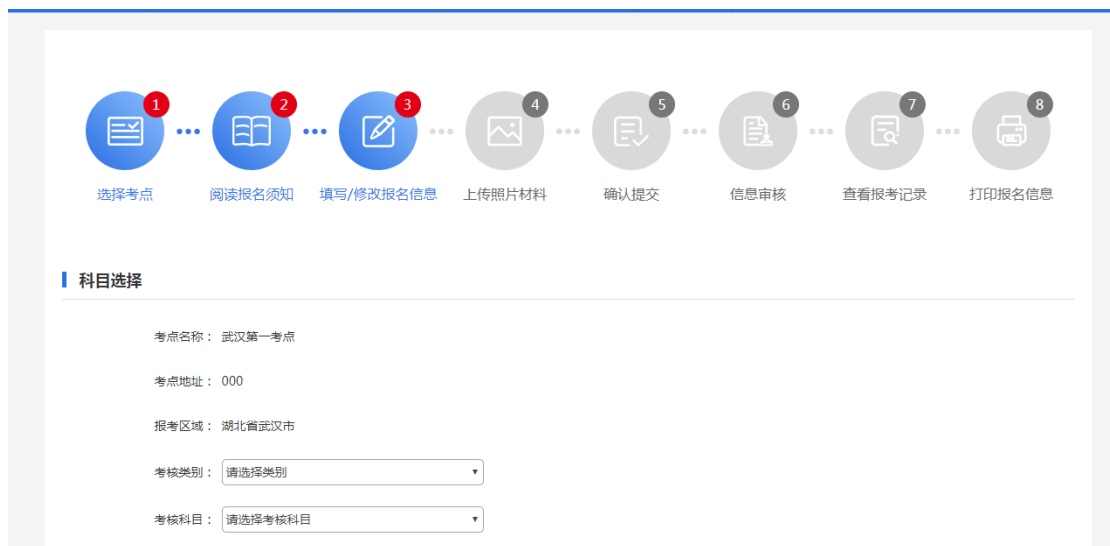 1 2 3 4 5 6 7 8
选择考点 阅读报名须知 填写/修改报名信息 上传照片材料 确认提交 信息审核 查看报考记录 打印报名信息
科目选择
考点名称： 武汉第一考点
考点地址： 000
报考区域： 湖北省武汉市
考核类别： 请选择类别
考核科目： 请选择考核科目